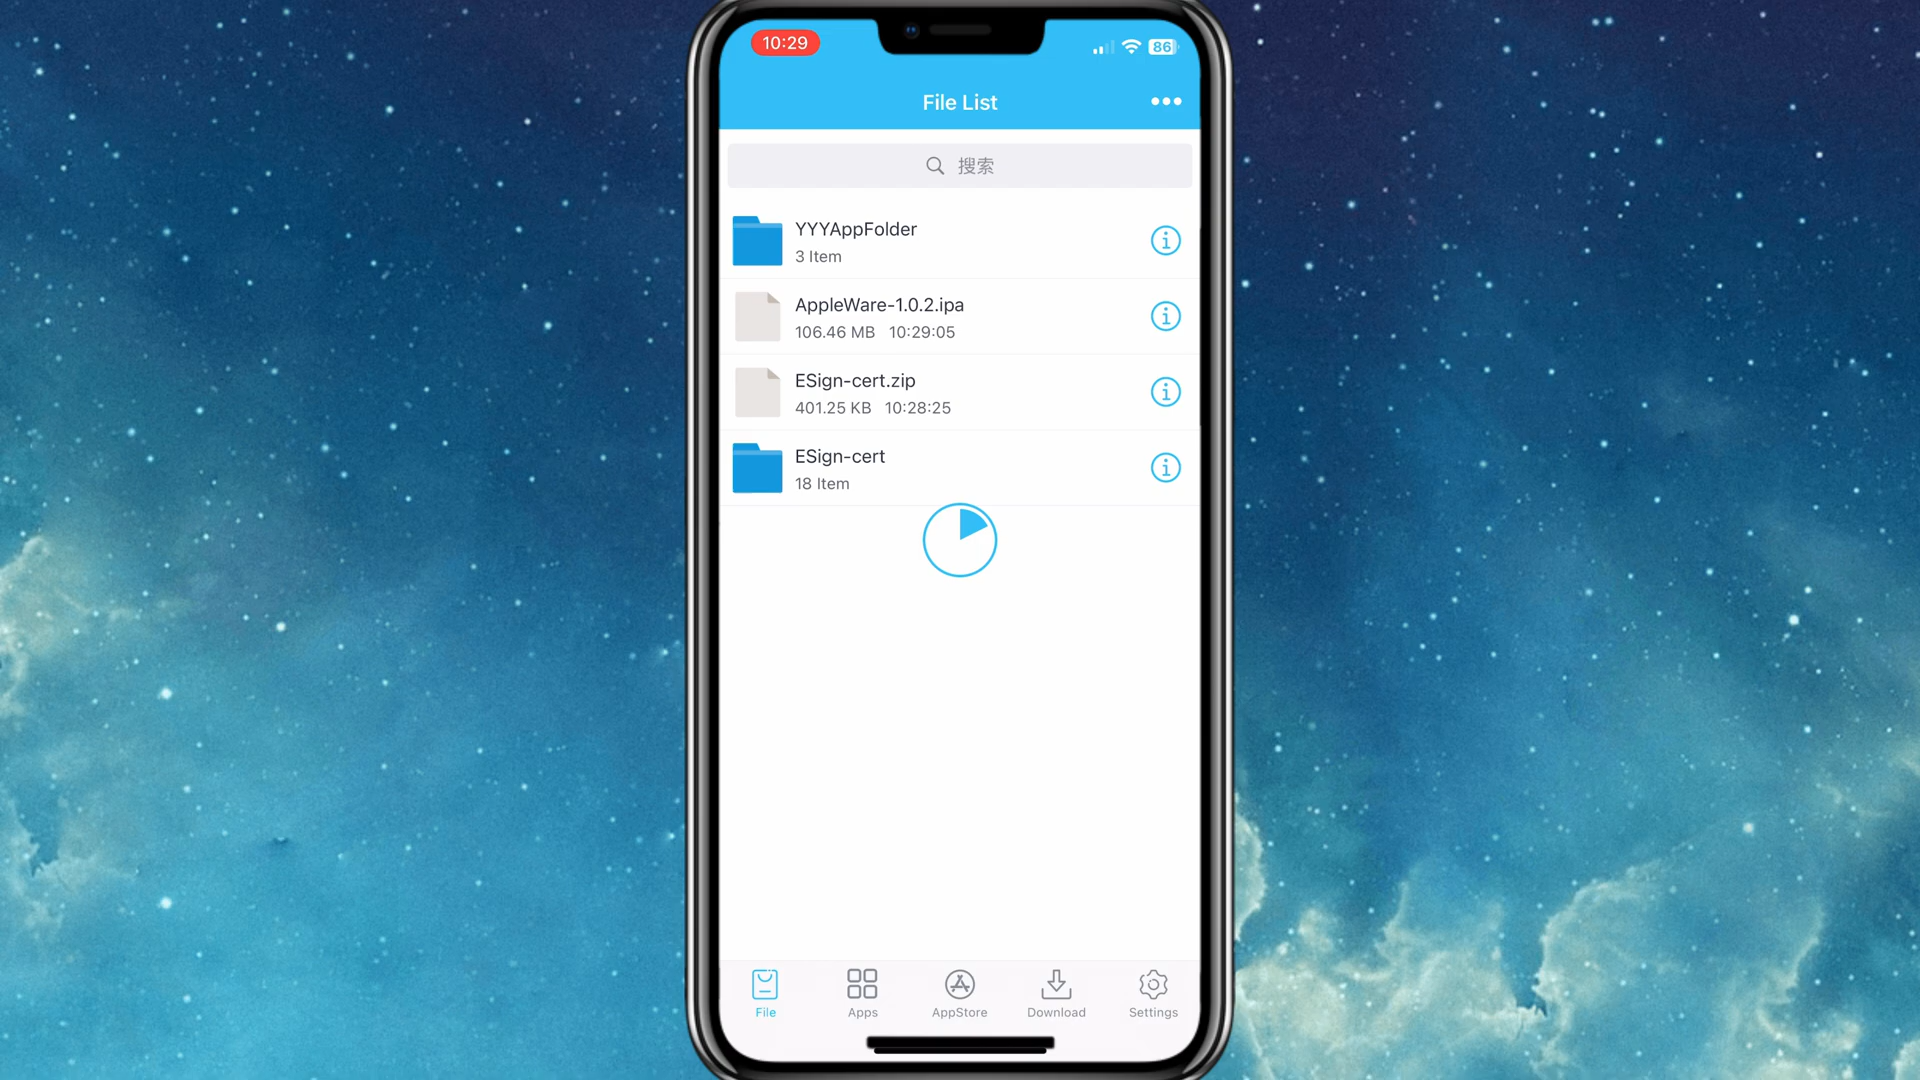 10:29
86
File List
搜索
YYYAppFolder
3 Item
AppleWare-1.0.2.ipa
106.46 MB 10:29:05
ESign-cert.zip
401.25 KB 10:28:25
ESign-cert
18 Item
File
Apps
AppStore
Download
Settings